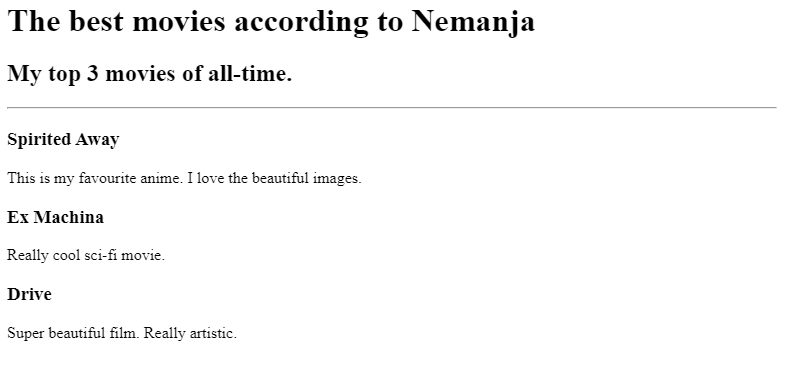 The best movies according to Nemanja
My top 3 movies of all-time.
Spirited Away
This is my favourite anime. I love the beautiful images.
Ex Machina
Really cool sci-fi movie.
Drive
Super beautiful film. Really artistic.